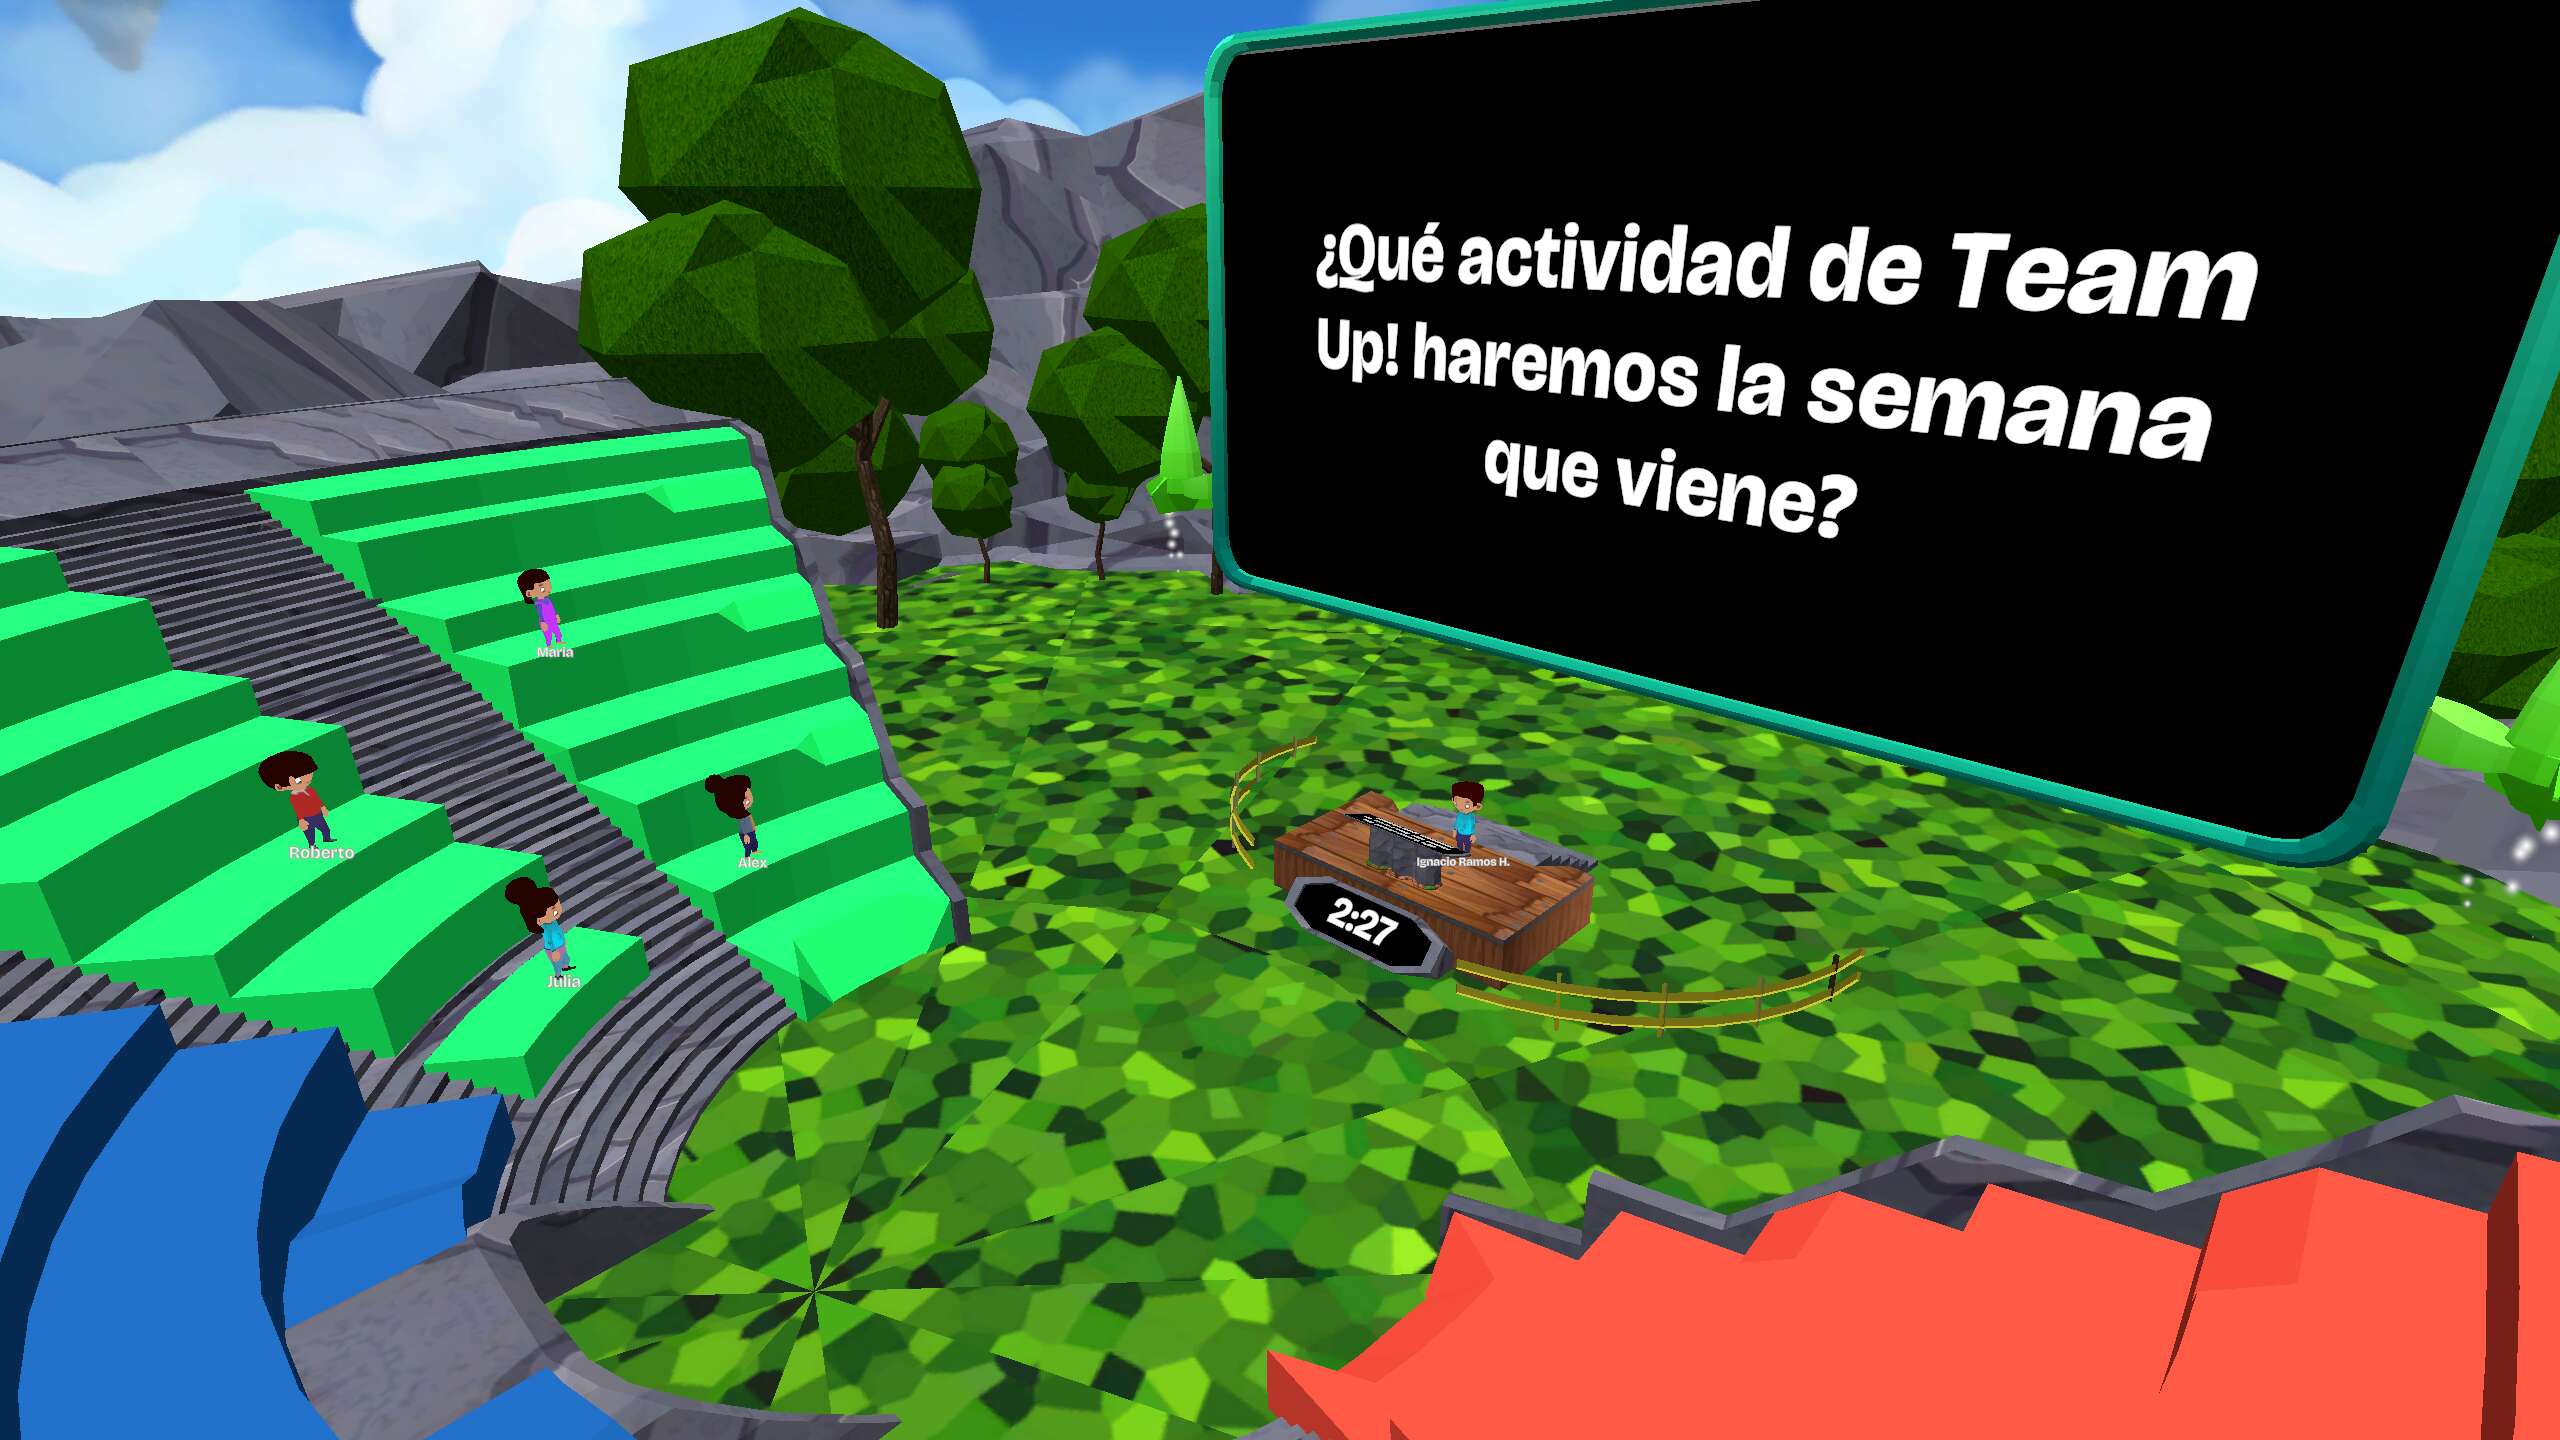 ¿Qué actividad de Team
Up! haremos la semana
que viene?
Maria
Roberto
Alex
Ignacio Ramos H.
2:27
Julia